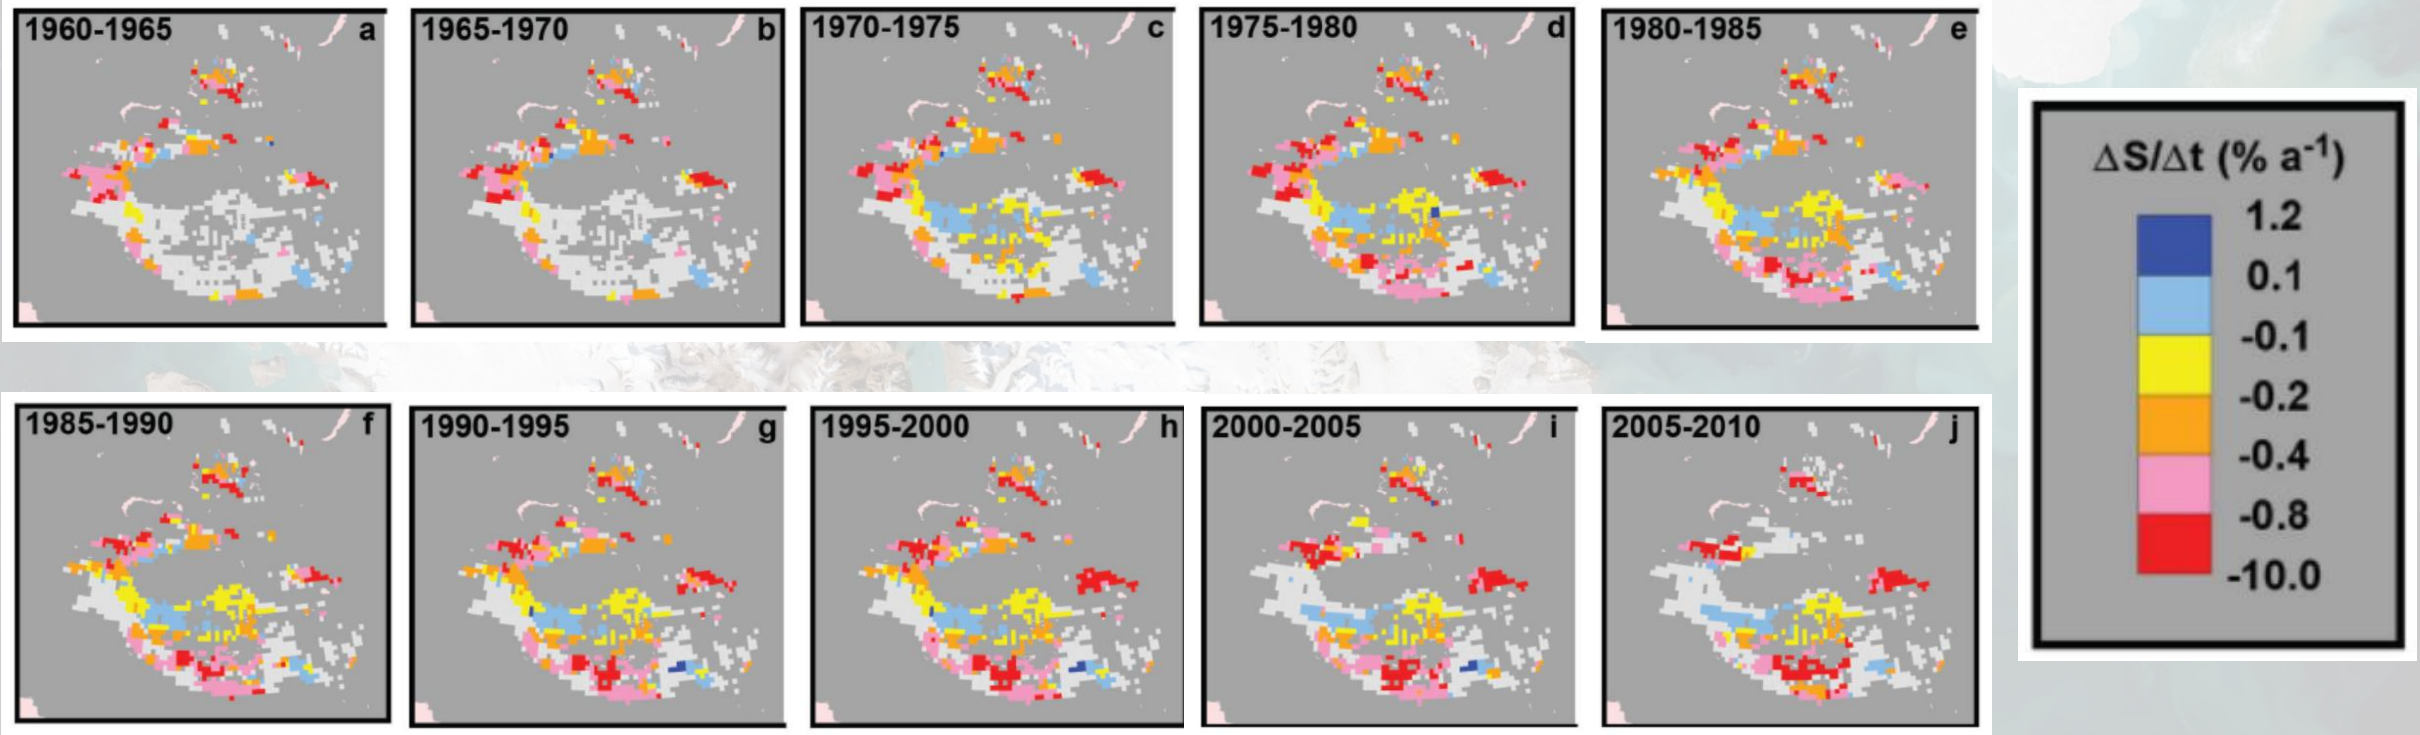 1960-1965 a
1965-1970 b
1970-1975 c
1975-1980 d
1980-1985 e
1985-1990 f
1990-1995 g
1995-2000 h
2000-2005 i
2005-2010 j
ΔS/Δt (% a⁻¹)
1.2
0.1
-0.1
-0.2
-0.4
-0.8
-10.0